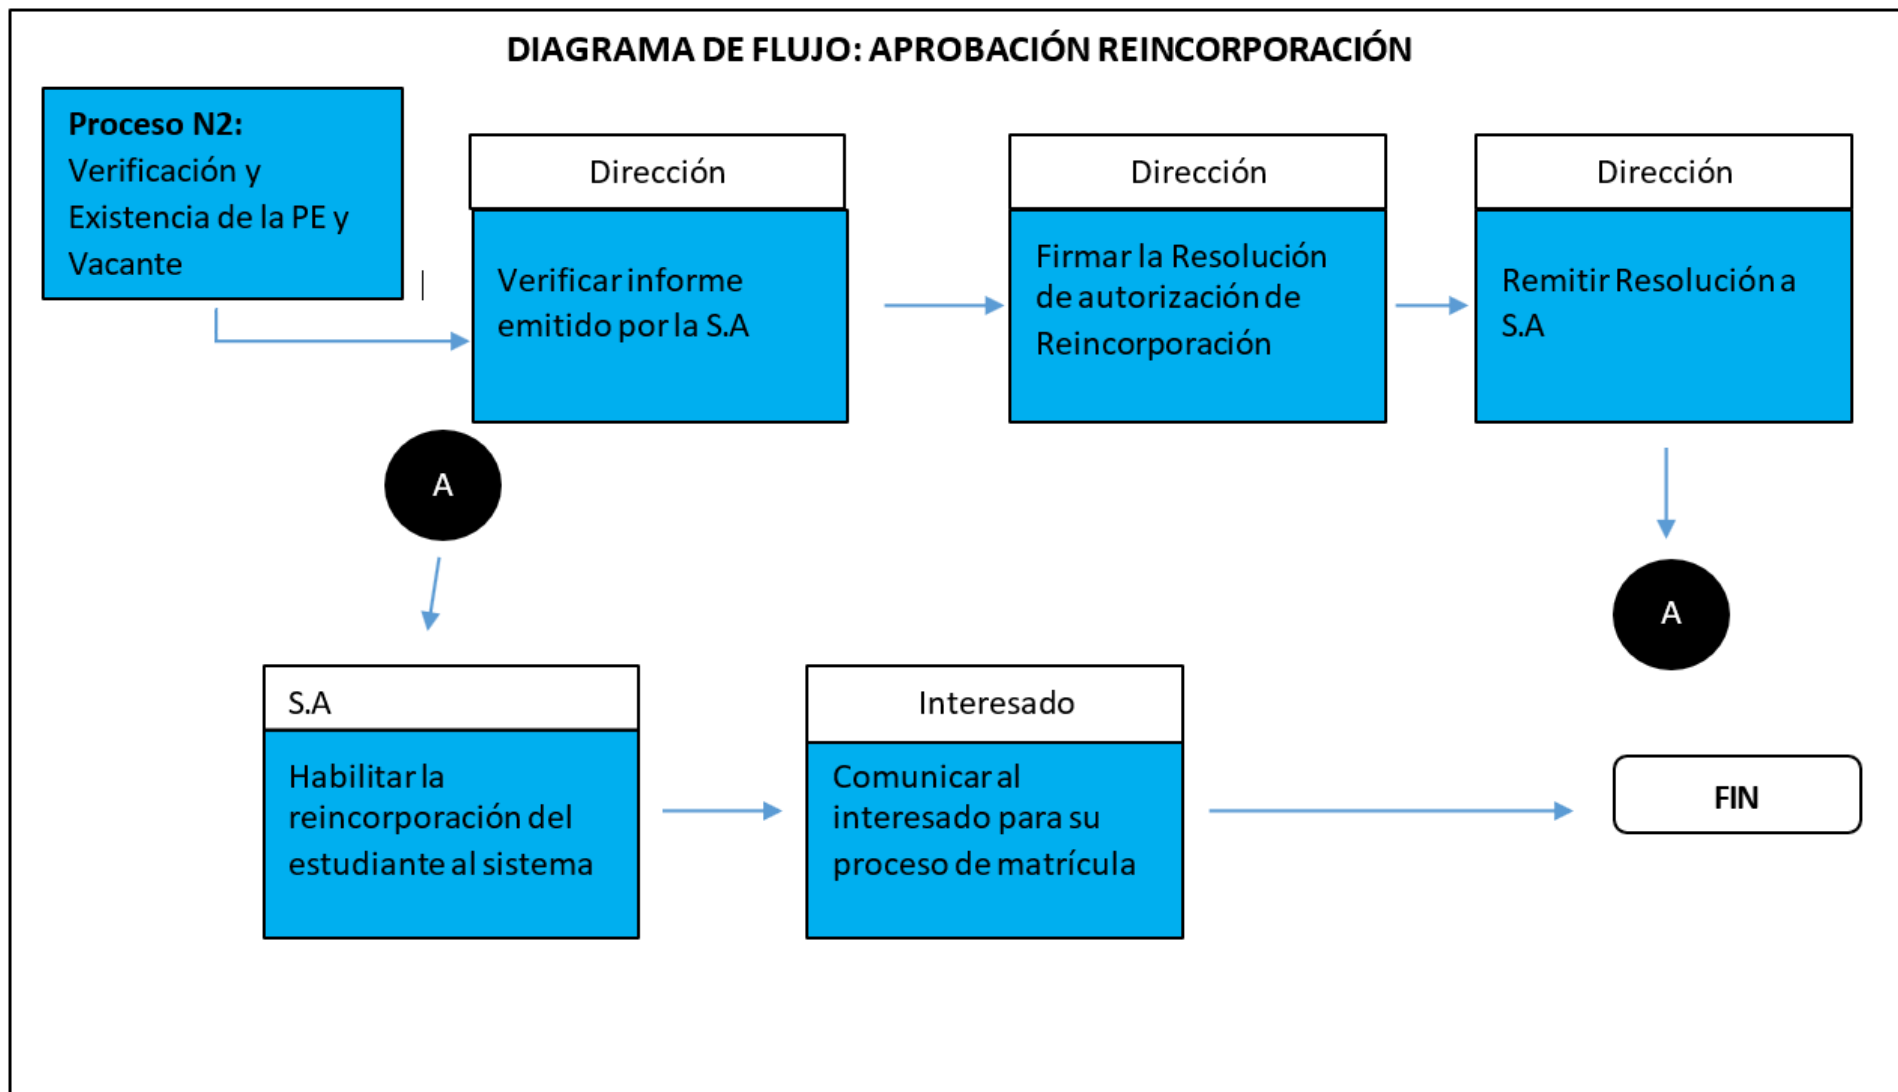 DIAGRAMA DE FLUJO: APROBACIÓN REINCORPORACIÓN
Proceso N2:
Verificación y
Existencia de la PE y
Vacante
Dirección
Verificar informe
emitido por la S.A
Dirección
Firmar la Resolución
de autorización de
Reincorporación
Dirección
Remitir Resolución a
S.A
A
A
S.A
Habilitar la
reincorporación del
estudiante al sistema
Interesado
Comunicar al
interesado para su
proceso de matrícula
FIN